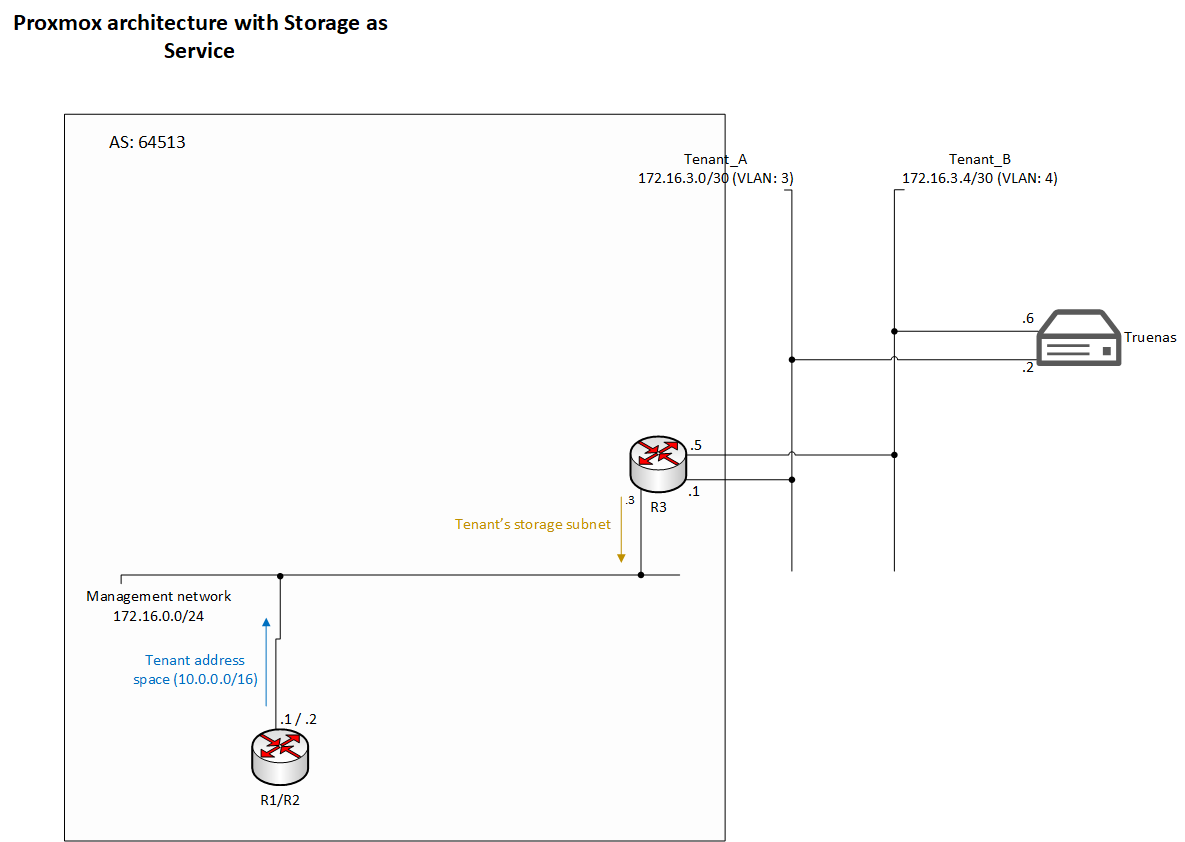 Proxmox architecture with Storage as
Service
AS: 64513
Tenant_A
172.16.3.0/30 (VLAN: 3)
Tenant_B
172.16.3.4/30 (VLAN: 4)
.6
Truenas
.2
.5
.1
.3
R3
Tenant's storage subnet
Management network
172.16.0.0/24
Tenant address
space (10.0.0.0/16)
.1 / .2
R1/R2